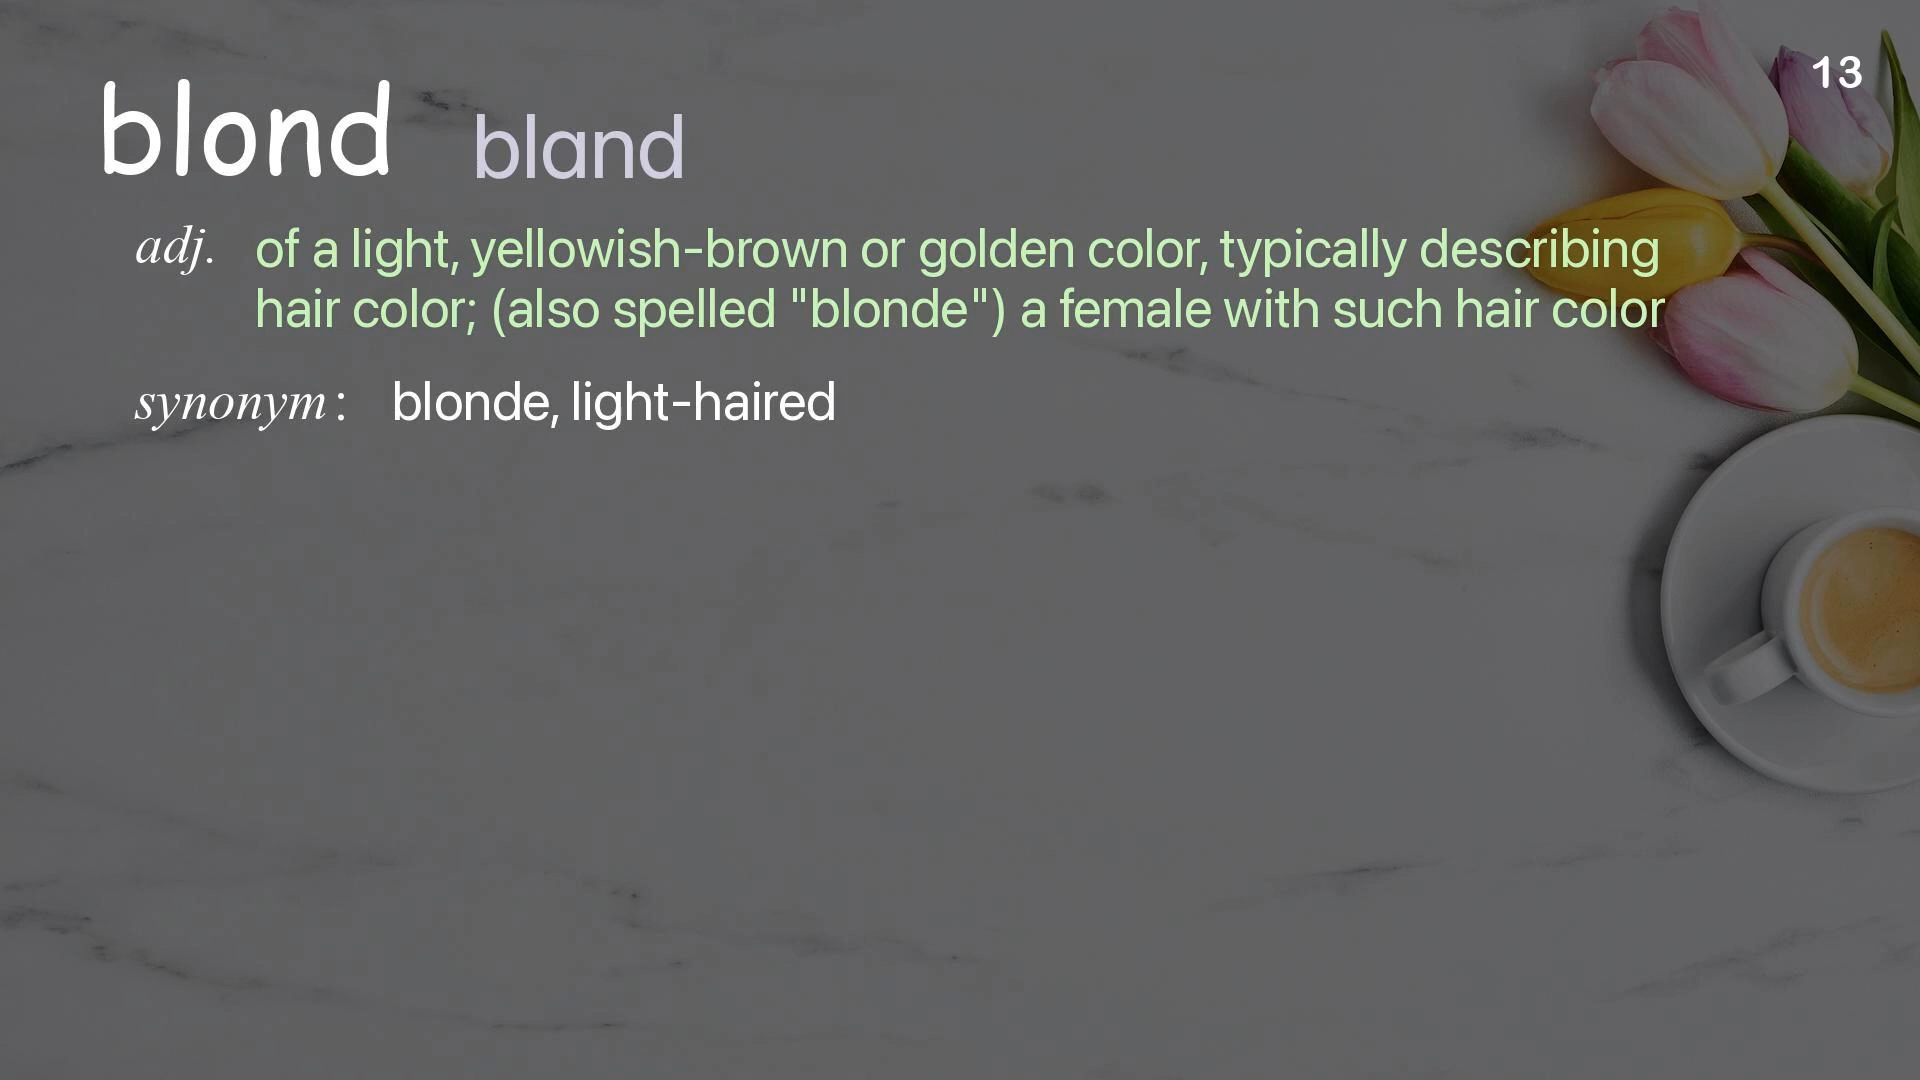 13
blond bland
adj. of a light, yellowish-brown or golden color, typically describing
hair color; (also spelled "blonde") a female with such hair color
synonym : blonde, light-haired